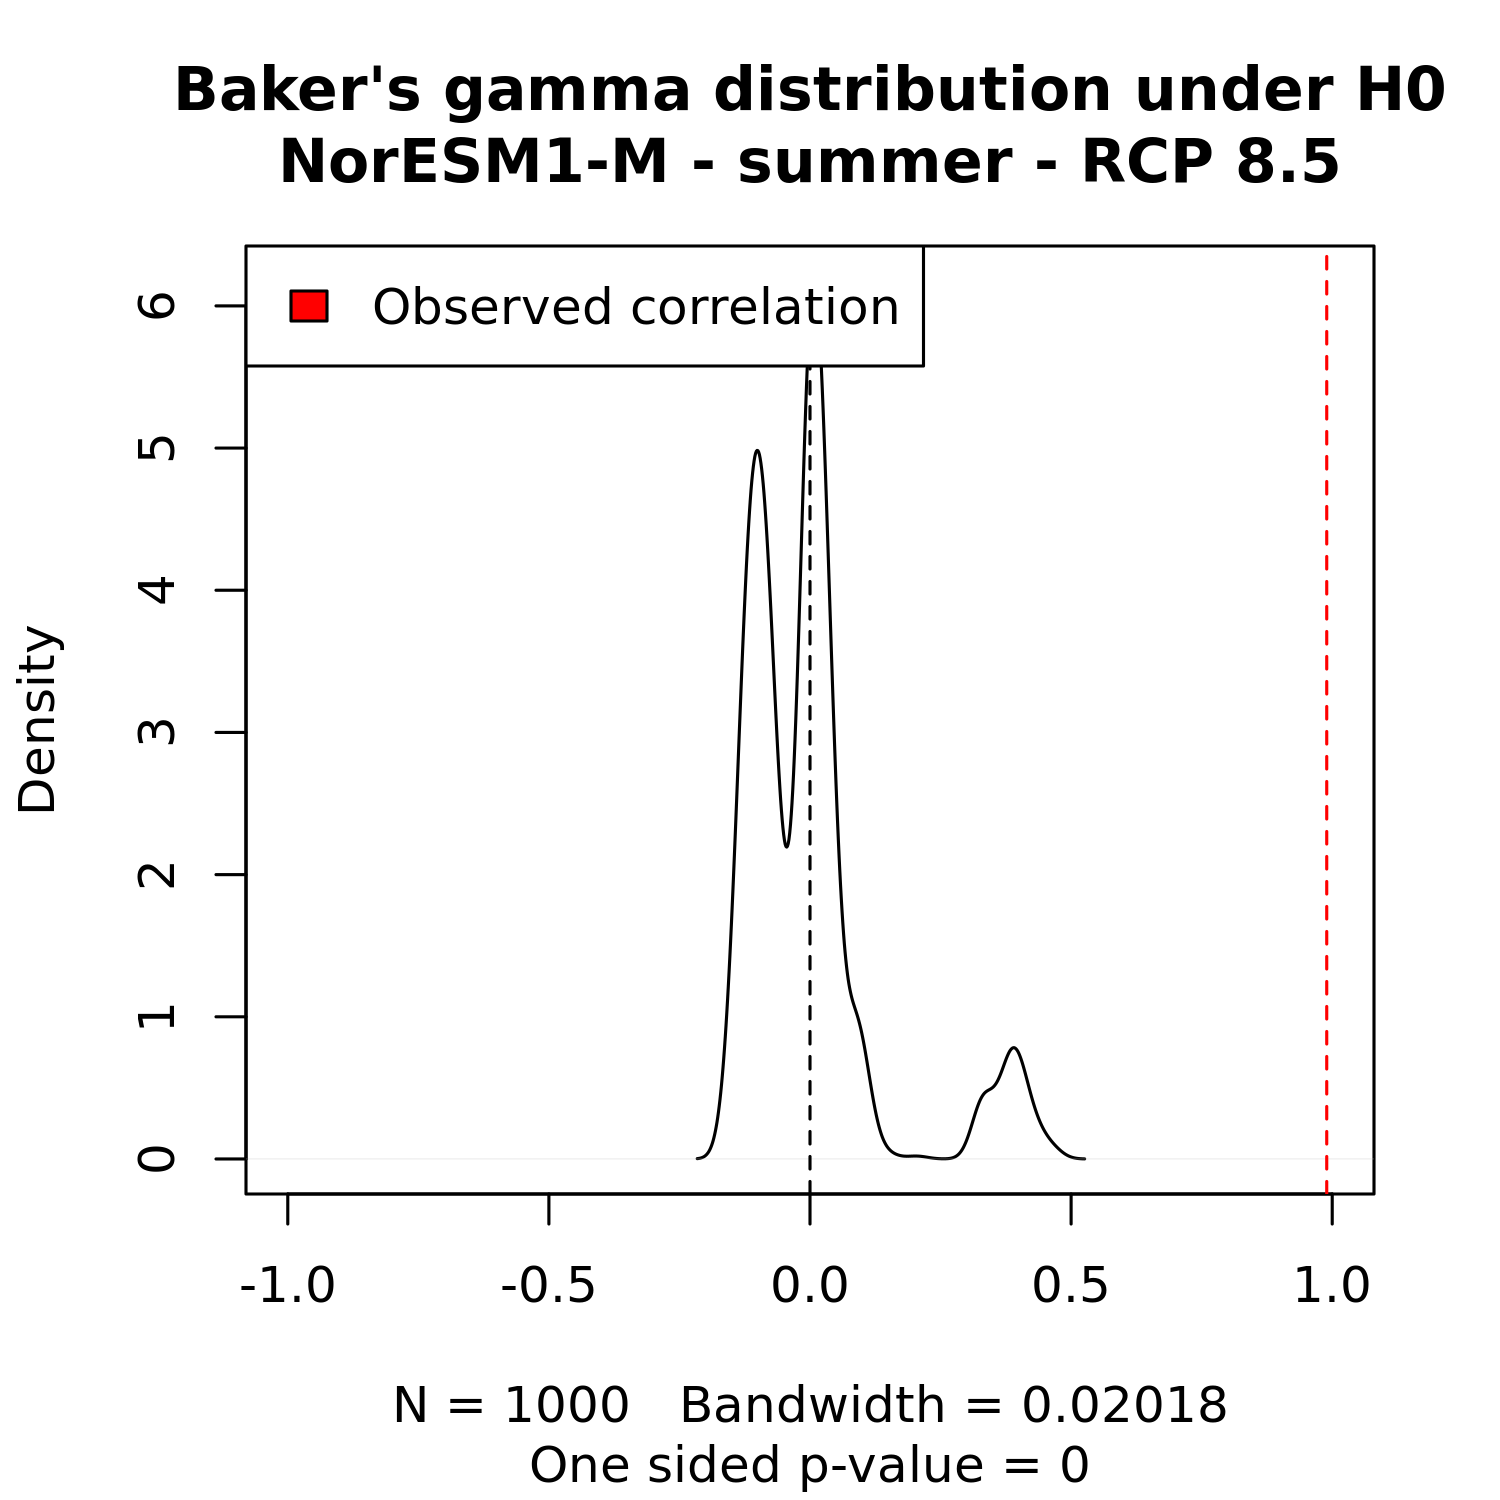 Baker's gamma distribution under H0
NorESM1-M - summer - RCP 8.5
Observed correlation
Density
6
5
4
3
2
1
0
-1.0 -0.5 0.0 0.5 1.0
N = 1000   Bandwidth = 0.02018
One sided p-value = 0